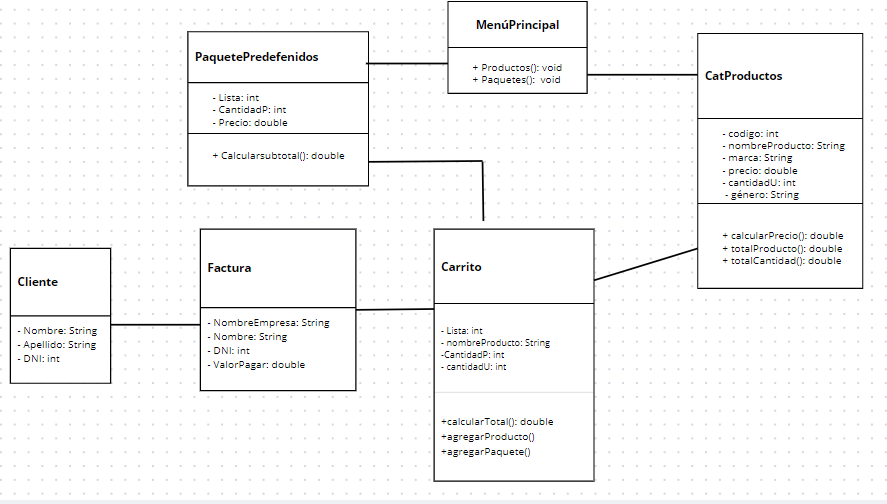 MenúPrincipal
+ Productos(): void
+ Paquetes(): void
PaquetePredefenidos
- Lista: int
- CantidadP: int
- Precio: double
+ Calcularsubtotal(): double
CatProductos
- codigo: int
- nombreProducto: String
- marca: String
- precio: double
- cantidadU: int
- género: String
+ calcularPrecio(): double
+ totalProducto(): double
+ totalCantidad(): double
Cliente
- Nombre: String
- Apellido: String
- DNI: int
Factura
- NombreEmpresa: String
- Nombre: String
- DNI: int
- ValorPagar: double
Carrito
- Lista: int
- nombreProducto: String
-CantidadP: int
- cantidadU: int
+calcularTotal(): double
+agregarProducto()
+agregarPaquete()